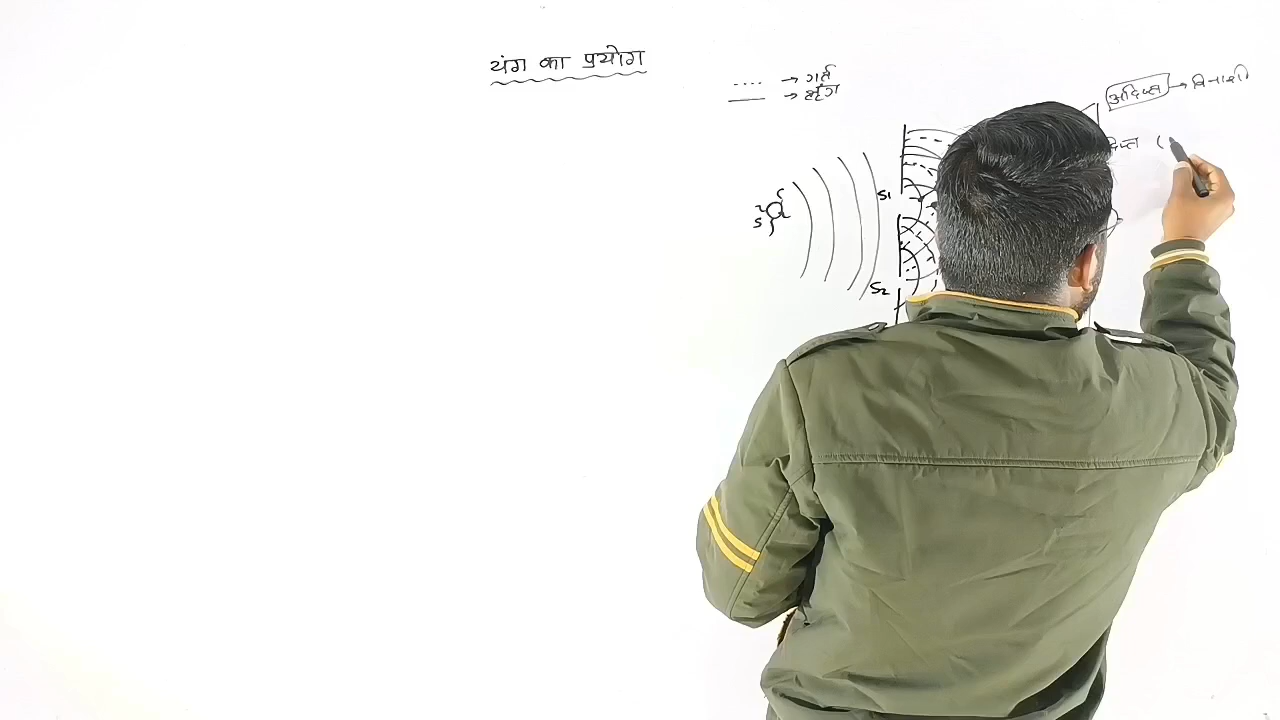 यंग का प्रयोग
.... → गर्त
— → श्रृंग
अदिप्त → विनाशी
दिप्त (
S1
S
S2